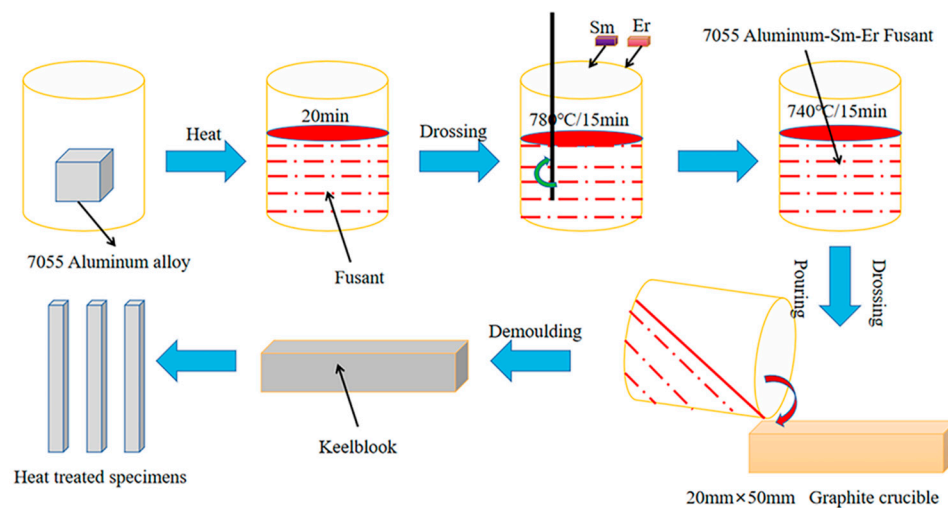 Sm
Er
7055 Aluminum-Sm-Er Fusant
20min
780℃/15min
740℃/15min
Heat
Drossing
7055 Aluminum alloy
Fusant
Pouring
Drossing
Demoulding
Keelblook
Heat treated specimens
20mm×50mm Graphite crucible